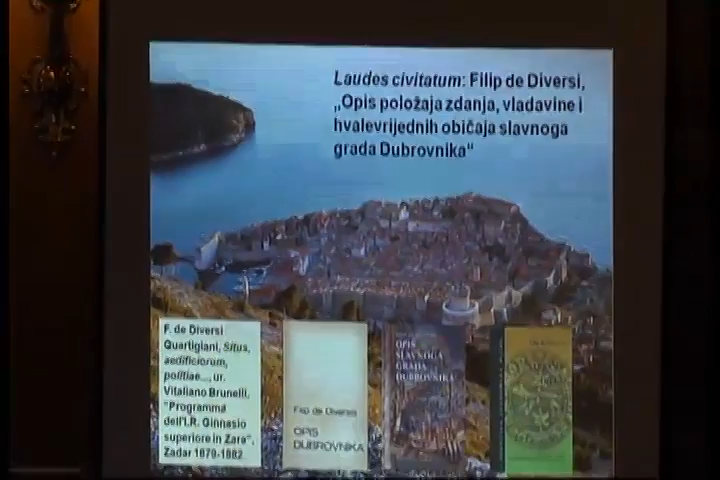 Laudes civitatum: Filip de Diversi,
„Opis položaja zdanja, vladavine i
hvalevrijednih običaja slavnoga
grada Dubrovnika“
F. de Diversi
Quartigiani, Situs,
aedificiorum,
politiae..., ur.
Vitaliano Brunelli,
"Programma
dell'I.R. Ginnasio
superiore in Zara",
Zadar 1879-1882
Filip de Diversis
OPIS
DUBROVNIKA
OPIS
SLAVNOGA
GRADA
DUBROVNIKA